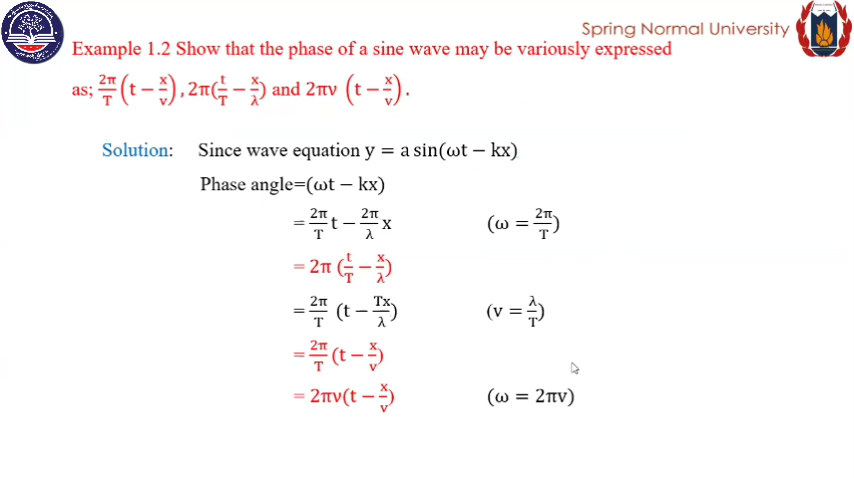 Spring Normal University
Example 1.2 Show that the phase of a sine wave may be variously expressed
as; 2π/T (t − x/v), 2π(t/T − x/λ) and 2πν (t − x/v).
Solution: Since wave equation y = a sin(ωt − kx)
Phase angle=(ωt − kx)
= 2π/T t − 2π/λ x (ω = 2π/T)
= 2π (t/T − x/λ)
= 2π/T (t − Tx/λ) (v = λ/T)
= 2π/T (t − x/v)
= 2πν(t − x/v) (ω = 2πν)